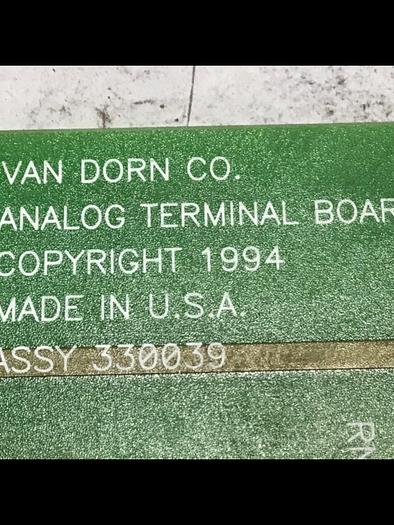 VAN DORN CO.
ANALOG TERMINAL BOAR
COPYRIGHT 1994
MADE IN U.S.A.
ASSY 330039